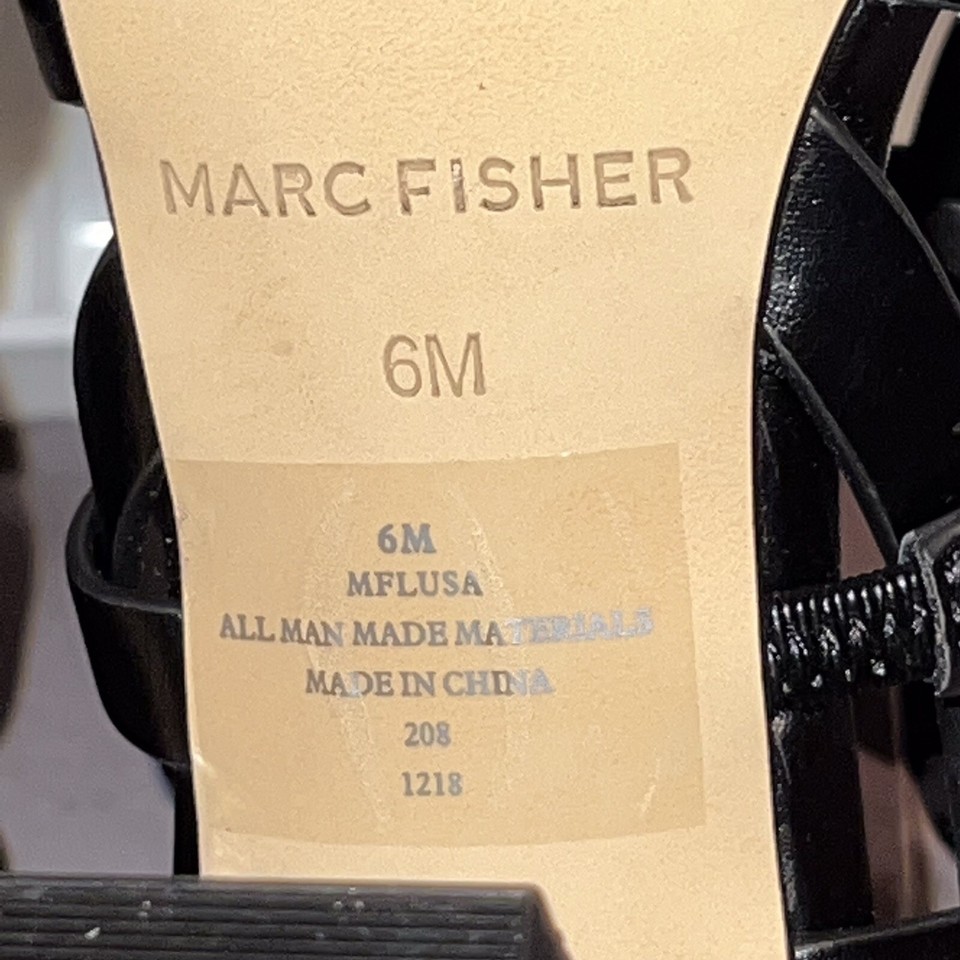 MARC FISHER
6M
6M
MFLUSA
ALL MAN MADE MATERIALS
MADE IN CHINA
208
1218